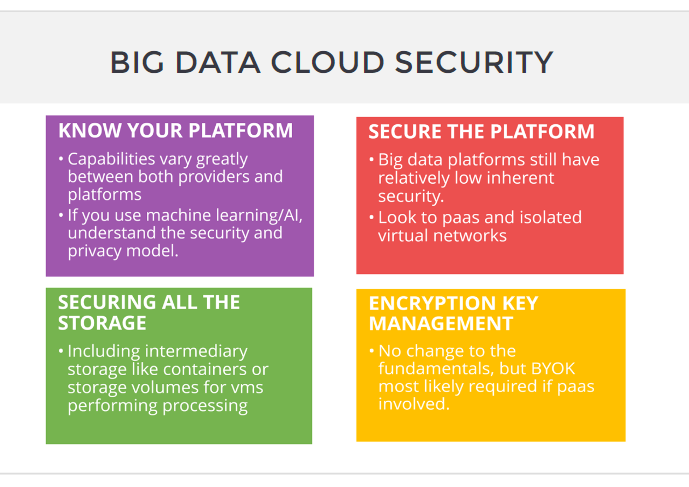 BIG DATA CLOUD SECURITY
KNOW YOUR PLATFORM
• Capabilities vary greatly
between both providers and
platforms
• If you use machine learning/AI,
understand the security and
privacy model.
SECURE THE PLATFORM
• Big data platforms still have
relatively low inherent
security.
• Look to paas and isolated
virtual networks
SECURING ALL THE
STORAGE
• Including intermediary
storage like containers or
storage volumes for vms
performing processing
ENCRYPTION KEY
MANAGEMENT
• No change to the
fundamentals, but BYOK
most likely required if paas
involved.